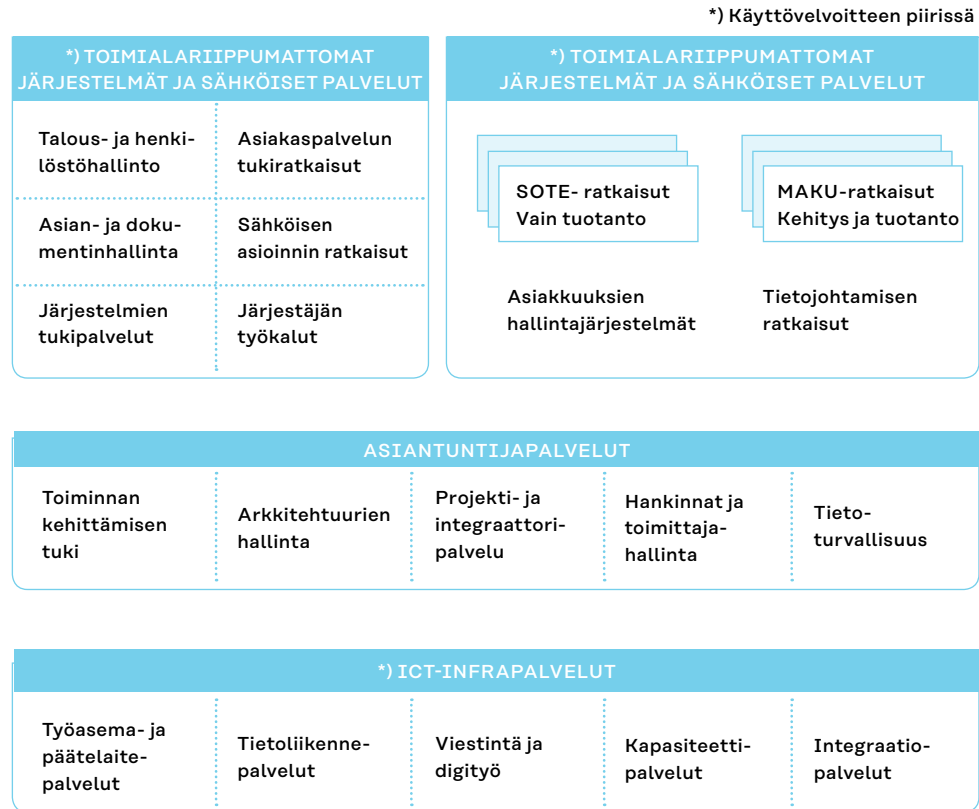 *) Käyttövelvoitteen piirissä
*) TOIMIALARIIPPUMATTOMAT
JÄRJESTELMÄT JA SÄHKÖISET PALVELUT
Talous- ja henki-
löstöhallinto
Asiakaspalvelun
tukiratkaisut
Asian- ja doku-
mentinhallinta
Sähköisen
asioinnin ratkaisut
Järjestelmien
tukipalvelut
Järjestäjän
työkalut
*) TOIMIALARIIPPUMATTOMAT
JÄRJESTELMÄT JA SÄHKÖISET PALVELUT
SOTE- ratkaisut
Vain tuotanto
MAKU-ratkaisut
Kehitys ja tuotanto
Asiakkuuksien
hallintajärjestelmät
Tietojohtamisen
ratkaisut
ASIANTUNTIJAPALVELUT
Toiminnan
kehittämisen
tuki
Arkkitehtuurien
hallinta
Projekti- ja
integraattori-
palvelu
Hankinnat ja
toimittaja-
hallinta
Tieto-
turvallisuus
*) ICT-INFRAPALVELUT
Työasema- ja
päätelaite-
palvelut
Tietoliikenne-
palvelut
Viestintä ja
digityö
Kapasiteetti-
palvelut
Integraatio-
palvelut